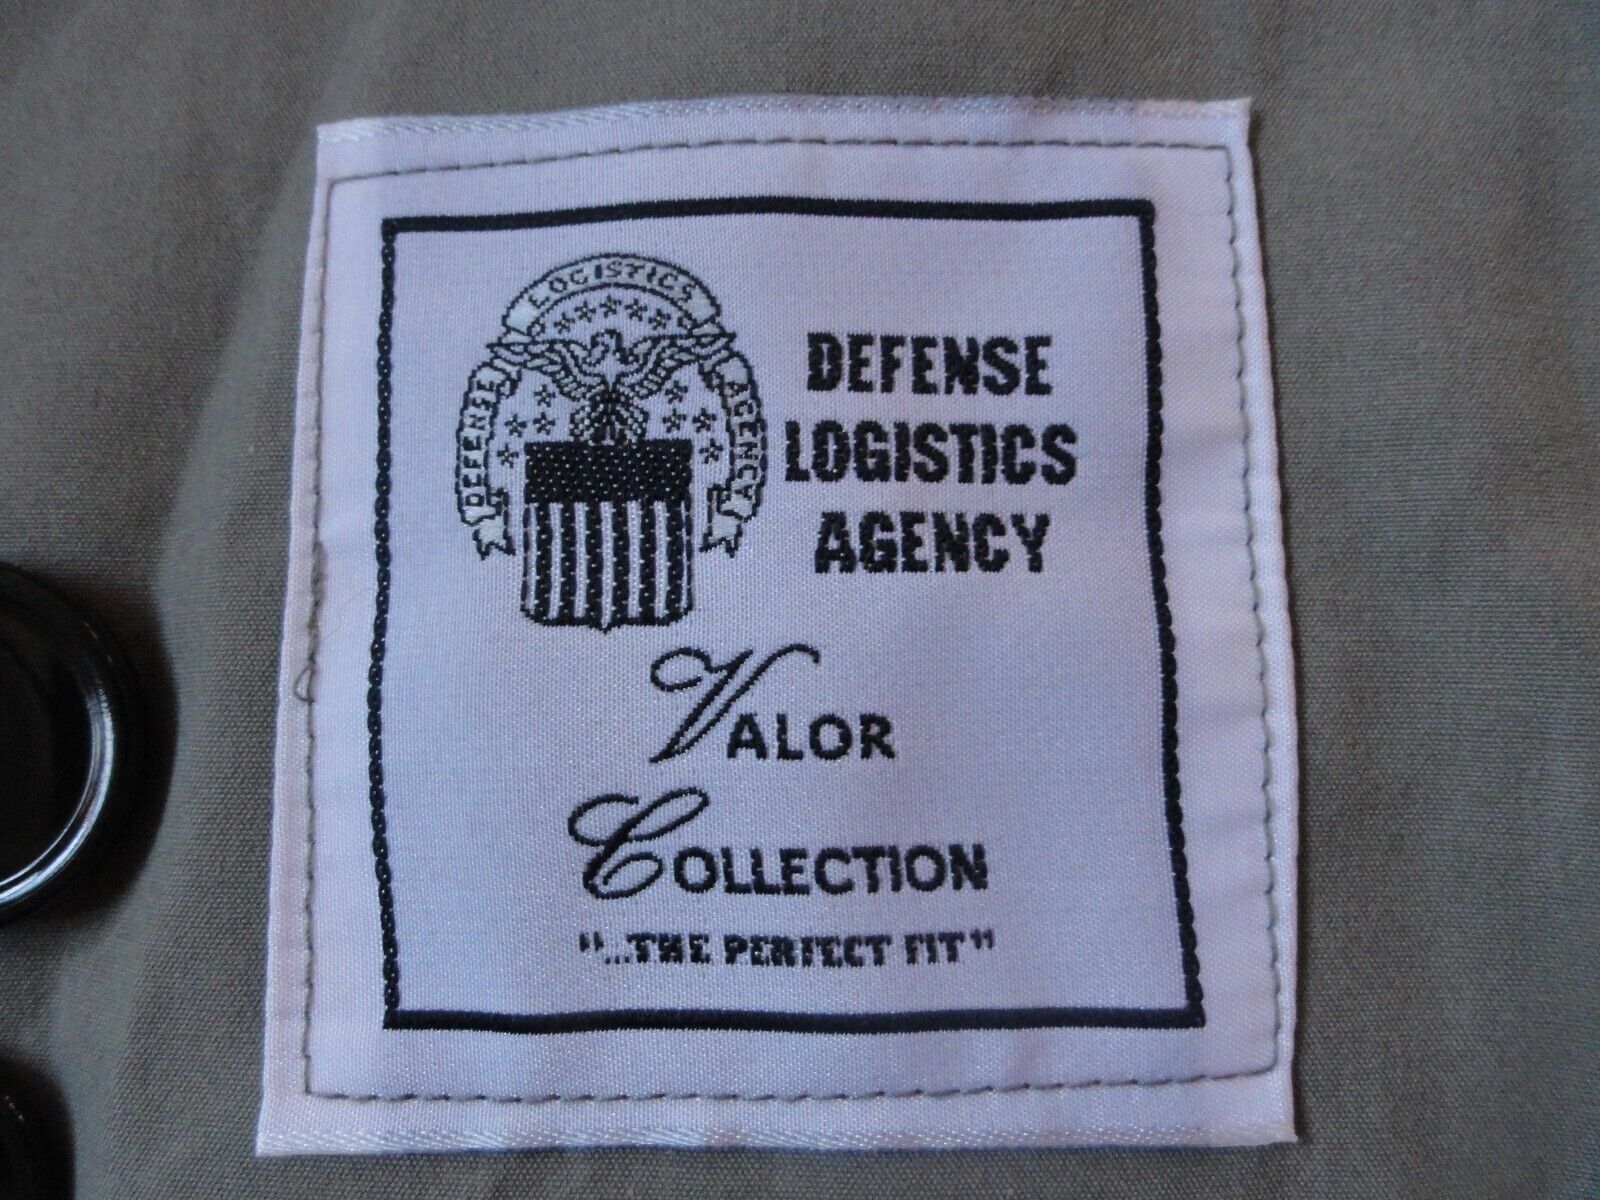 DEFENSE LOGISTICS AGENCY
DEFENSE
LOGISTICS
AGENCY
VALOR
COLLECTION
"...THE PERFECT FIT"